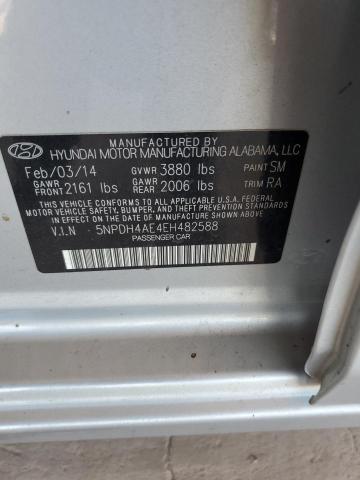 MANUFACTURED BY
HYUNDAI MOTOR MANUFACTURING ALABAMA, LLC
Feb/03/14 GVWR 3880 lbs PAINT SM
GAWR FRONT 2161 lbs GAWR REAR 2006 lbs TRIM RA
THIS VEHICLE CONFORMS TO ALL APPLICABLE U.S.A. FEDERAL
MOTOR VEHICLE SAFETY, BUMPER, AND THEFT PREVENTION STANDARDS
IN EFFECT ON THE DATE OF MANUFACTURE SHOWN ABOVE.
V.I.N 5NPDH4AE4EH482588
PASSENGER CAR